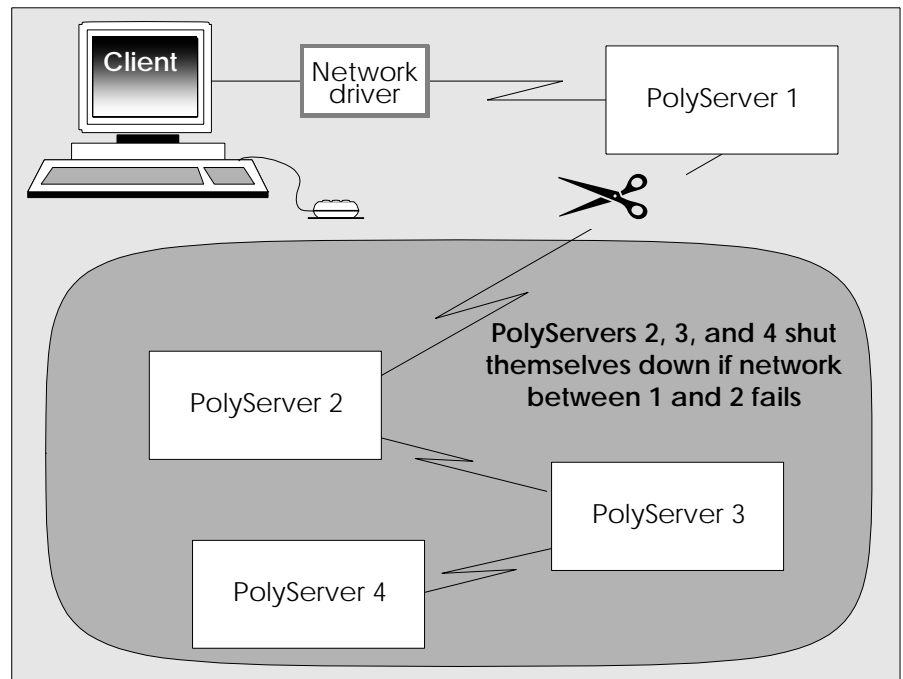 Client
Network
driver
PolyServer 1
PolyServers 2, 3, and 4 shut
themselves down if network
between 1 and 2 fails
PolyServer 2
PolyServer 3
PolyServer 4